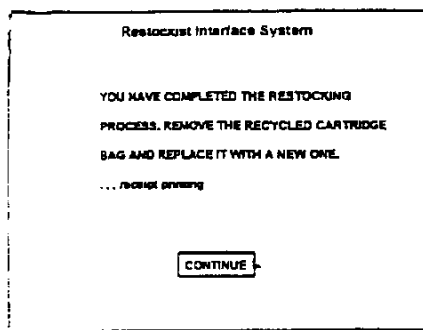 Restockist Interface System
YOU HAVE COMPLETED THE RESTOCKING
PROCESS. REMOVE THE RECYCLED CARTRIDGE
BAG AND REPLACE IT WITH A NEW ONE.
... receipt printing
CONTINUE